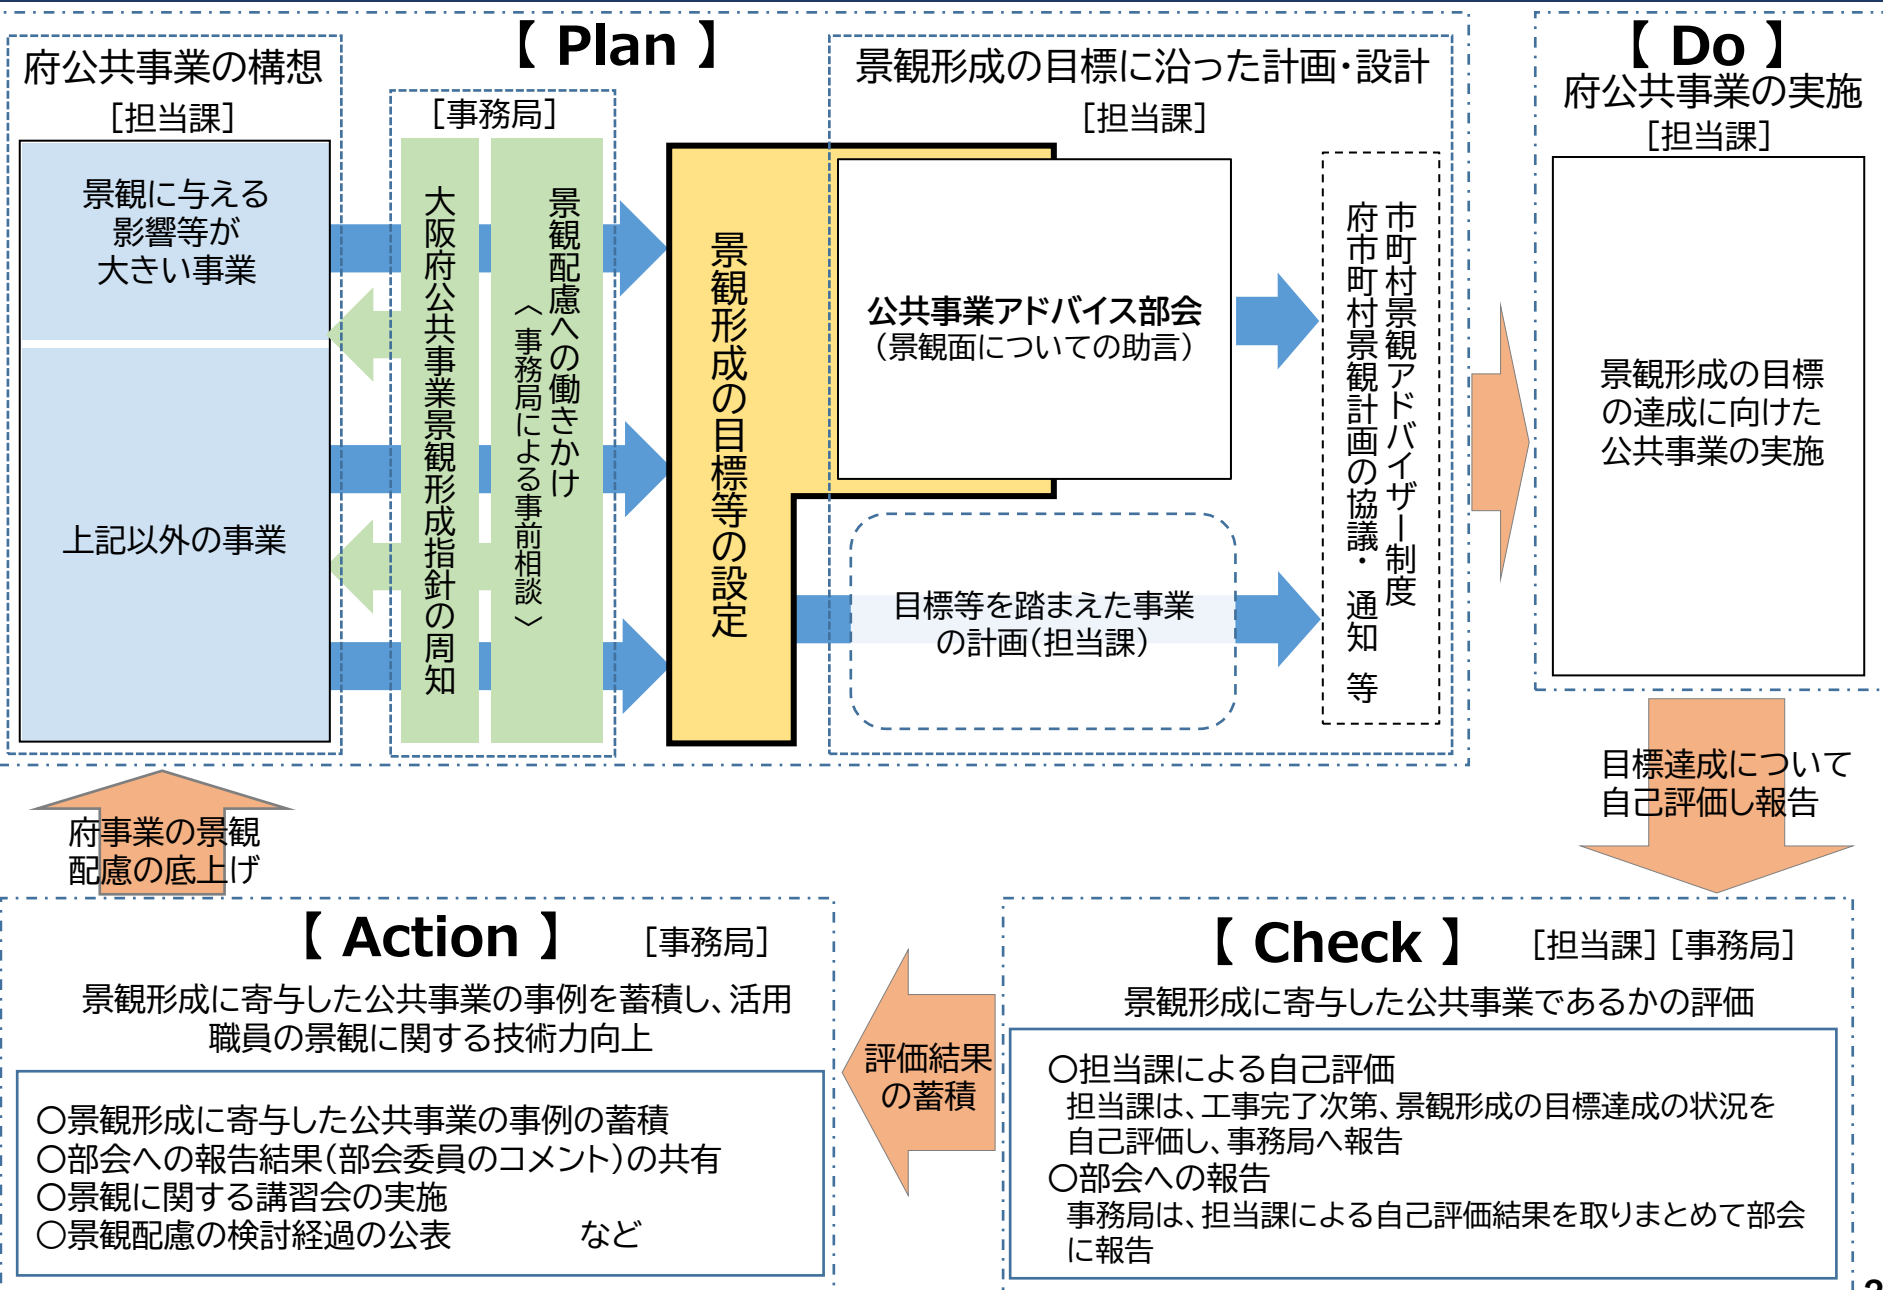 【 Plan 】
府公共事業の構想
［担当課］
景観に与える
影響等が
大きい事業
上記以外の事業
［事務局］
大阪府公共事業景観形成指針の周知
景観配慮への働きかけ
〈事務局による事前相談〉
景観形成の目標等の設定
景観形成の目標に沿った計画・設計
［担当課］
公共事業アドバイス部会
（景観面についての助言）
目標等を踏まえた事業
の計画（担当課）
市町村景観アドバイザー制度
府市町村景観計画の協議・通知 等
【 Do 】
府公共事業の実施
［担当課］
景観形成の目標
の達成に向けた
公共事業の実施
目標達成について
自己評価し報告
【 Check 】 ［担当課］［事務局］
景観形成に寄与した公共事業であるかの評価
○担当課による自己評価
担当課は、工事完了次第、景観形成の目標達成の状況を
自己評価し、事務局へ報告
○部会への報告
事務局は、担当課による自己評価結果を取りまとめて部会
に報告
評価結果
の蓄積
【 Action 】 ［事務局］
景観形成に寄与した公共事業の事例を蓄積し、活用
職員の景観に関する技術力向上
○景観形成に寄与した公共事業の事例の蓄積
○部会への報告結果（部会委員のコメント）の共有
○景観に関する講習会の実施
○景観配慮の検討経過の公表 など
府事業の景観
配慮の底上げ